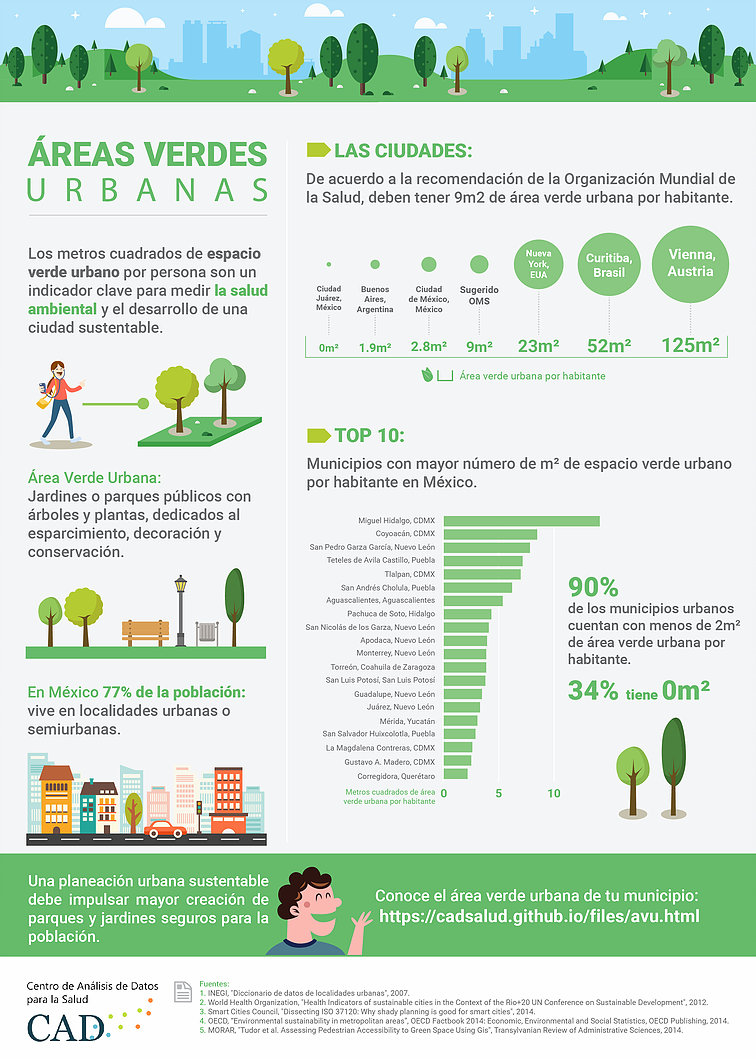 ÁREAS VERDES
URBANAS
Los metros cuadrados de espacio
verde urbano por persona son un
indicador clave para medir la salud
ambiental y el desarrollo de una
ciudad sustentable.
Área Verde Urbana:
Jardines o parques públicos con
árboles y plantas, dedicados al
esparcimiento, decoración y
conservación.
En México 77% de la población:
vive en localidades urbanas o
semiurbanas.
LAS CIUDADES:
De acuerdo a la recomendación de la Organización Mundial de
la Salud, deben tener 9m2 de área verde urbana por habitante.
Ciudad
Juárez,
México
Buenos
Aires,
Argentina
Ciudad
de México,
México
Sugerido
OMS
Nueva
York,
EUA
Curitiba,
Brasil
Vienna,
Austria
0m² 1.9m² 2.8m² 9m² 23m² 52m² 125m²
Área verde urbana por habitante
TOP 10:
Municipios con mayor número de m² de espacio verde urbano
por habitante en México.
Miguel Hidalgo, CDMX
Coyoacán, CDMX
San Pedro Garza García, Nuevo León
Teteles de Avila Castillo, Puebla
Tlalpan, CDMX
San Andrés Cholula, Puebla
Aguascalientes, Aguascalientes
Pachuca de Soto, Hidalgo
San Nicolás de los Garza, Nuevo León
Apodaca, Nuevo León
Monterrey, Nuevo León
Torreón, Coahuila de Zaragoza
San Luis Potosí, San Luis Potosí
Guadalupe, Nuevo León
Juárez, Nuevo León
Mérida, Yucatán
San Salvador Huixcolotla, Puebla
La Magdalena Contreras, CDMX
Gustavo A. Madero, CDMX
Corregidora, Querétaro
Metros cuadrados de área
verde urbana por habitante
0 5 10
90%
de los municipios urbanos
cuentan con menos de 2m²
de área verde urbana por
habitante.
34% tiene 0m²
Una planeación urbana sustentable
debe impulsar mayor creación de
parques y jardines seguros para la
población.
Conoce el área verde urbana de tu municipio:
https://cadsalud.github.io/files/avu.html
Centro de Análisis de Datos
para la Salud
CAD
Fuentes:
1. INEGI, "Diccionario de datos de localidades urbanas", 2007.
2. World Health Organization, "Health Indicators of sustainable cities in the Context of the Rio+20 UN Conference on Sustainable Development", 2012.
3. Smart Cities Council, "Dissecting ISO 37120: Why shady planning is good for smart cities", 2014.
4. OECD, "Environmental sustainability in metropolitan areas", OECD Factbook 2014: Economic, Environmental and Social Statistics, OECD Publishing, 2014.
5. MORAR, "Tudor et al. Assessing Pedestrian Accessibility to Green Space Using Gis", Transylvanian Review of Administrative Sciences, 2014.